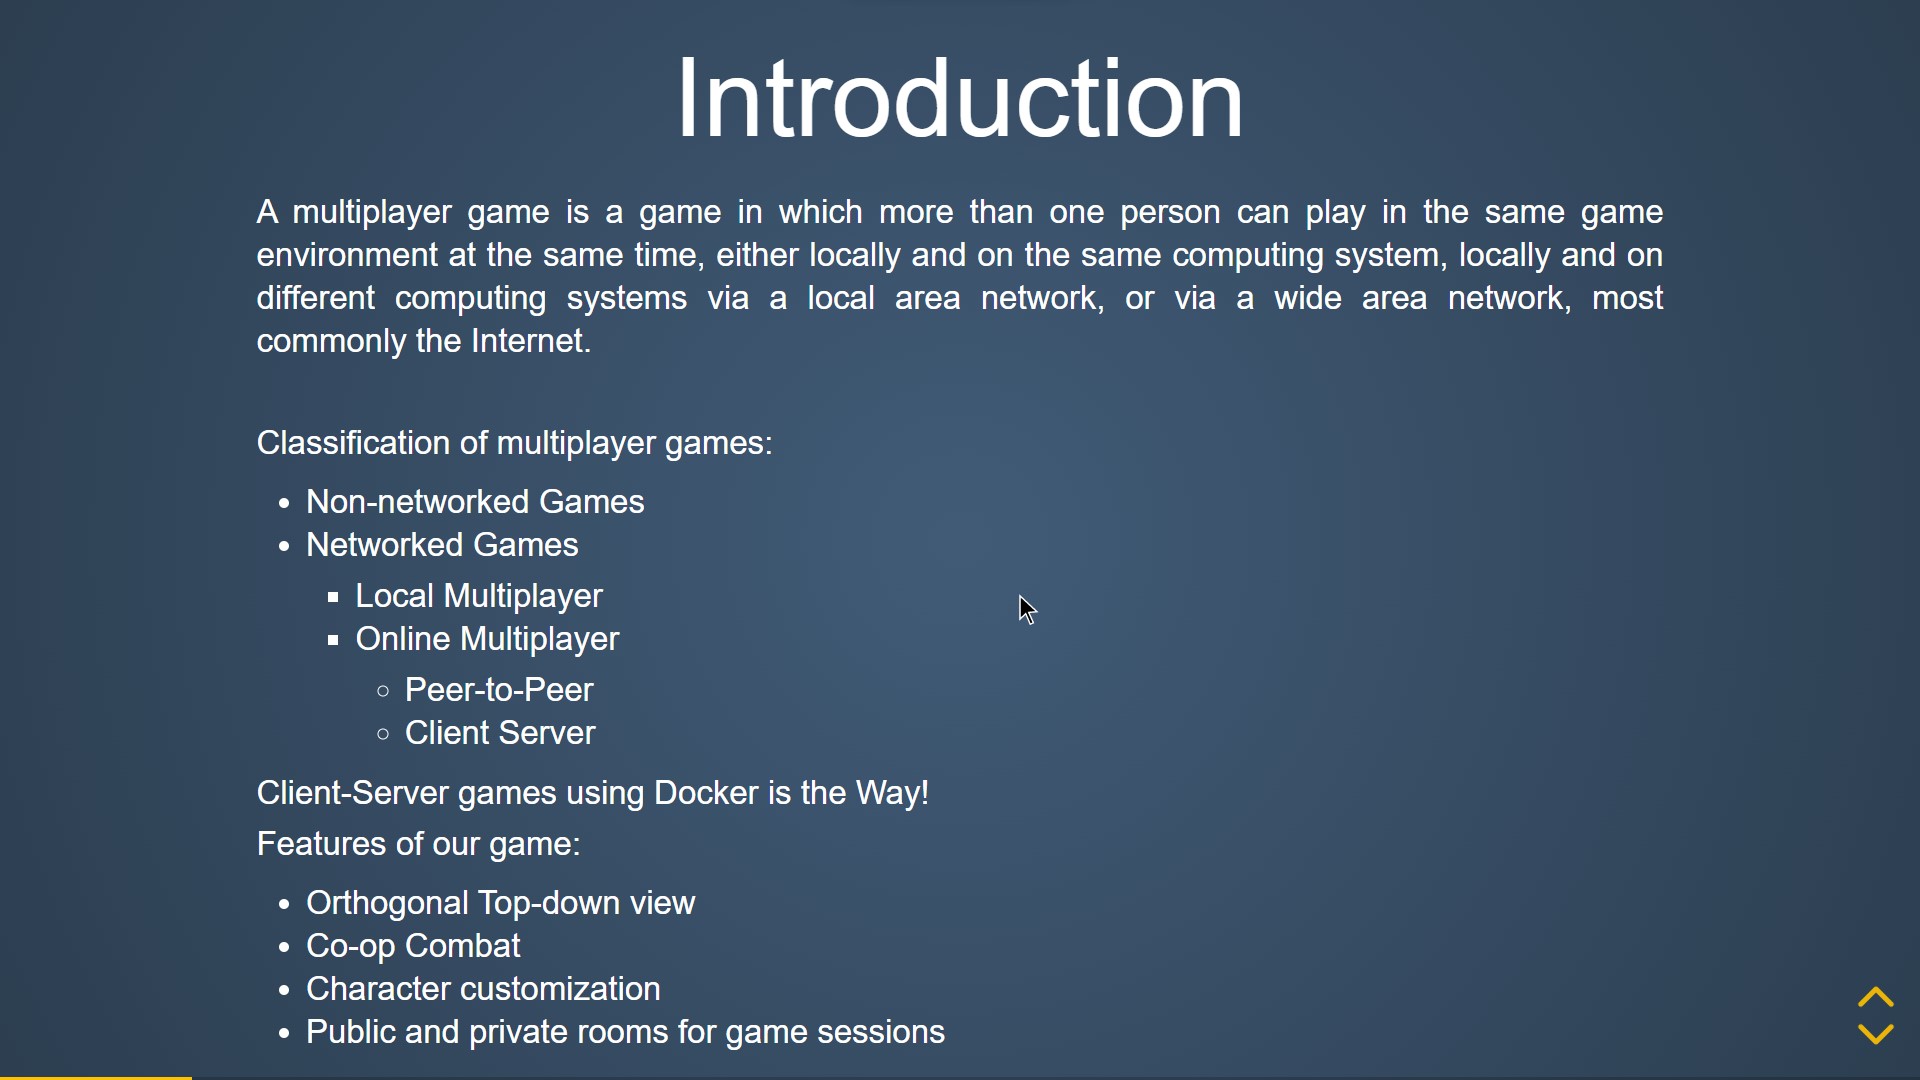 Introduction
A multiplayer game is a game in which more than one person can play in the same game
environment at the same time, either locally and on the same computing system, locally and on
different computing systems via a local area network, or via a wide area network, most
commonly the Internet.
Classification of multiplayer games:
Non-networked Games
Networked Games
Local Multiplayer
Online Multiplayer
Peer-to-Peer
Client Server
Client-Server games using Docker is the Way!
Features of our game:
Orthogonal Top-down view
Co-op Combat
Character customization
Public and private rooms for game sessions